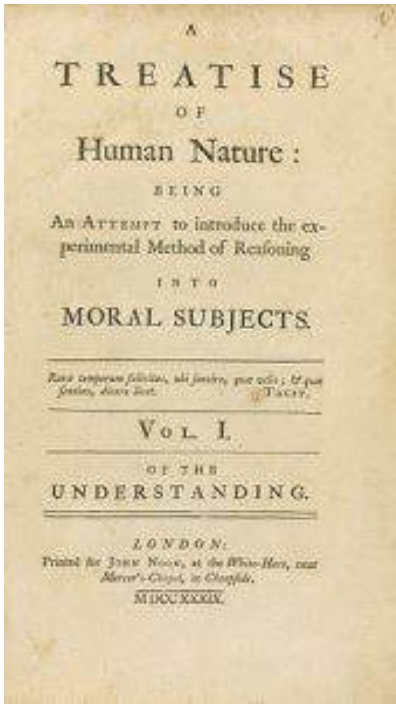 A
TREATISE
OF
Human Nature :
BEING
An ATTEMPT to introduce the ex-
perimental Method of Reaſoning
INTO
MORAL SUBJECTS.
Rara temporum felicitas, ubi ſentire, quæ velis ; & quæ
ſentias, dicere licet. TACIT.
VOL. I.
OF THE
UNDERSTANDING.
LONDON:
Printed for JOHN NOON, at the White-Hart, near
Mercer's-Chapel, in Cheapſide.
MDCCXXXIX.